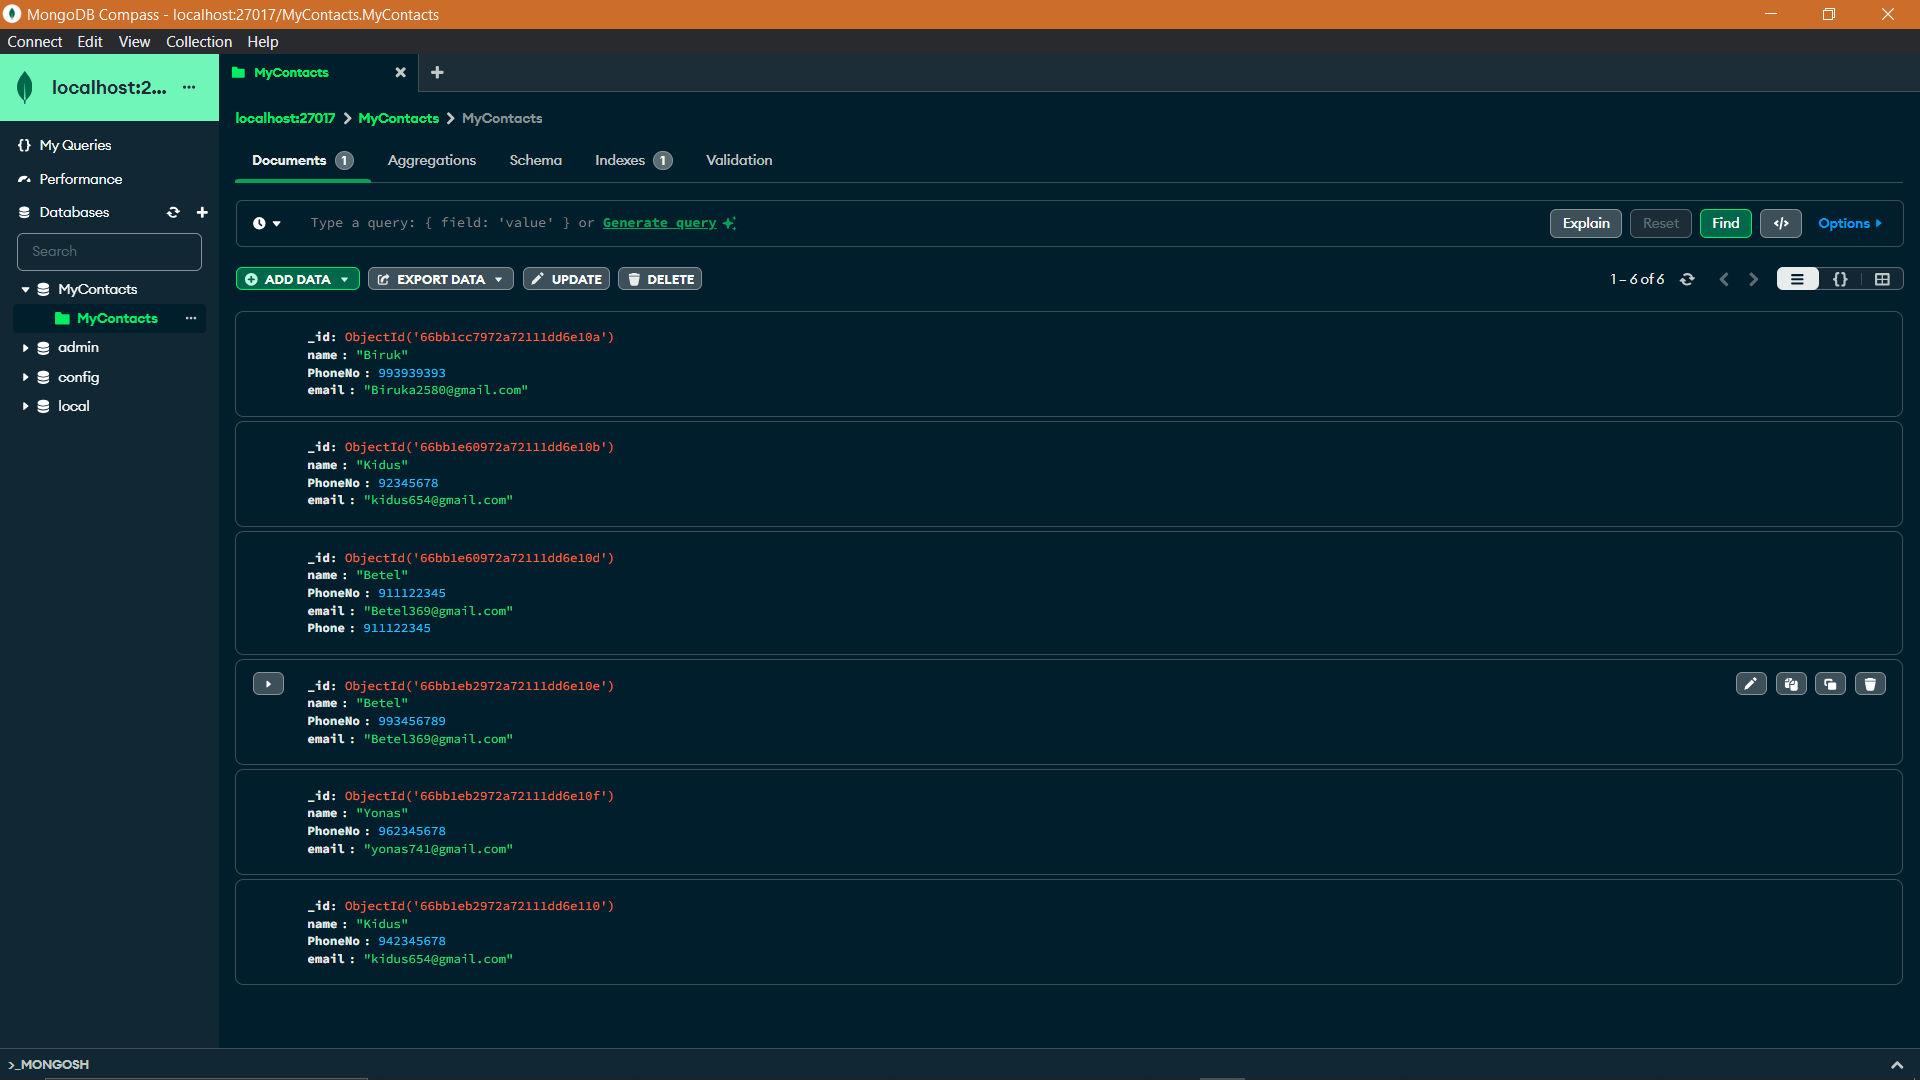 MongoDB Compass - localhost:27017/MyContacts.MyContacts
Connect Edit View Collection Help
localhost:2... ...
MyContacts
localhost:27017 > MyContacts > MyContacts
{} My Queries
Documents 1 Aggregations Schema Indexes 1 Validation
Performance
Databases
Type a query: { field: 'value' } or Generate query
Explain Reset Find </> Options
Search
ADD DATA EXPORT DATA UPDATE DELETE
1 – 6 of 6 {}
MyContacts
MyContacts ...
admin
config
local
_id: ObjectId('66bb1cc7972a72111dd6e10a')
name : "Biruk"
PhoneNo : 993939393
email : "Biruka2580@gmail.com"
_id: ObjectId('66bb1e60972a72111dd6e10b')
name : "Kidus"
PhoneNo : 92345678
email : "kidus654@gmail.com"
_id: ObjectId('66bb1e60972a72111dd6e10d')
name : "Betel"
PhoneNo : 911122345
email : "Betel369@gmail.com"
Phone : 911122345
_id: ObjectId('66bb1eb2972a72111dd6e10e')
name : "Betel"
PhoneNo : 993456789
email : "Betel369@gmail.com"
_id: ObjectId('66bb1eb2972a72111dd6e10f')
name : "Yonas"
PhoneNo : 962345678
email : "yonas741@gmail.com"
_id: ObjectId('66bb1eb2972a72111dd6e110')
name : "Kidus"
PhoneNo : 942345678
email : "kidus654@gmail.com"
>_MONGOSH